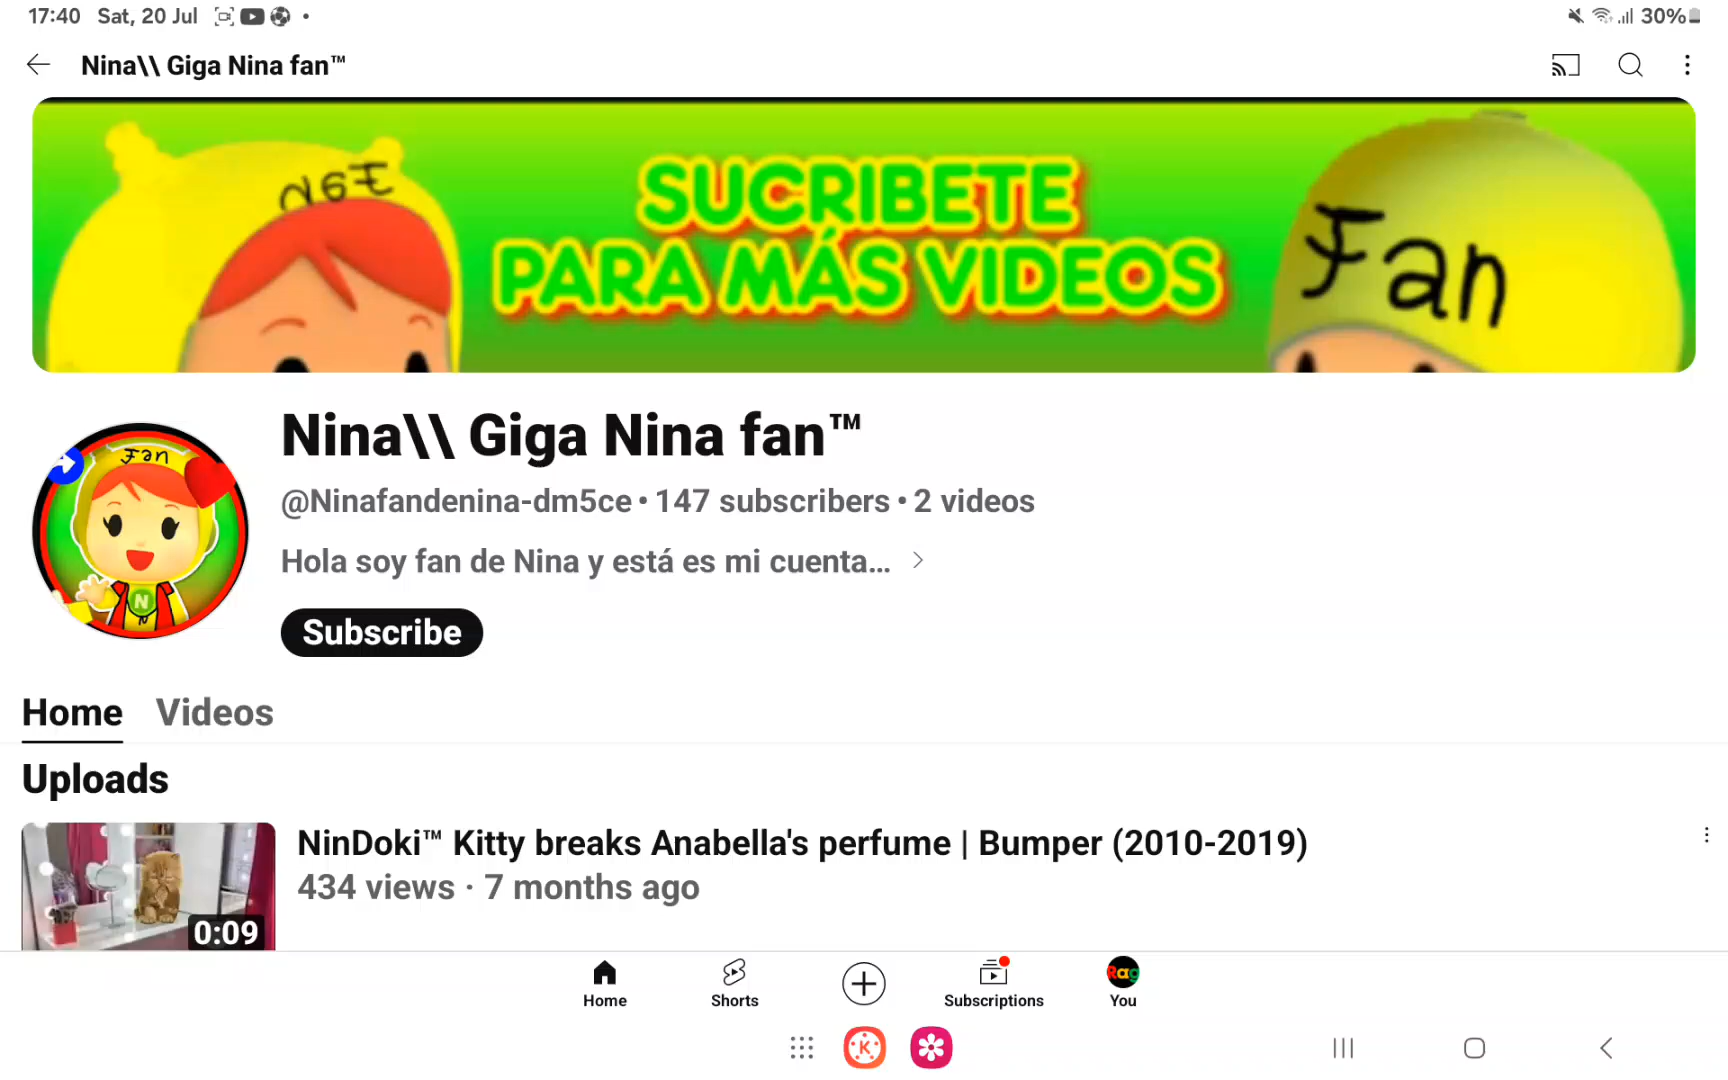 17:40 Sat, 20 Jul
30%
Nina\\ Giga Nina fan™
SUCRIBETE
PARA MÁS VIDEOS
Fan
Fan
Nina\\ Giga Nina fan™
@Ninafandenina-dm5ce • 147 subscribers • 2 videos
Hola soy fan de Nina y está es mi cuenta...
N
Subscribe
Home Videos
Uploads
NinDoki™ Kitty breaks Anabella's perfume | Bumper (2010-2019)
434 views · 7 months ago
0:09
Rag
Home Shorts Subscriptions You
K